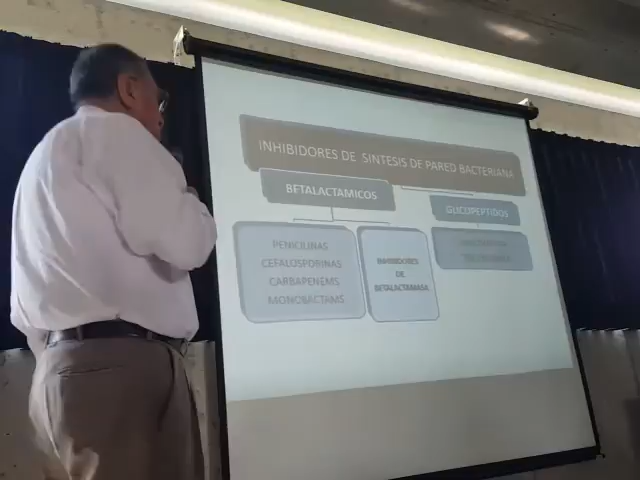 INHIBIDORES DE SINTESIS DE PARED BACTERIANA
BETALACTAMICOS
GLICOPEPTIDOS
PENICILINAS
CEFALOSPORINAS
CARBAPENEMS
MONOBACTAMS
INHIBIDORES
DE
BETALACTAMASA